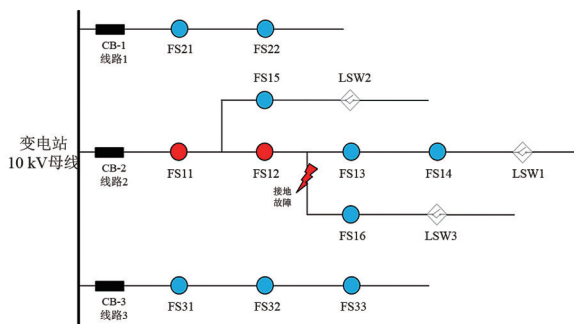 CB-1
线路1
FS21
FS22
FS15
LSW2
变电站
10 kV母线
CB-2
线路2
FS11
FS12
接地
故障
FS13
FS14
LSW1
FS16
LSW3
CB-3
线路3
FS31
FS32
FS33